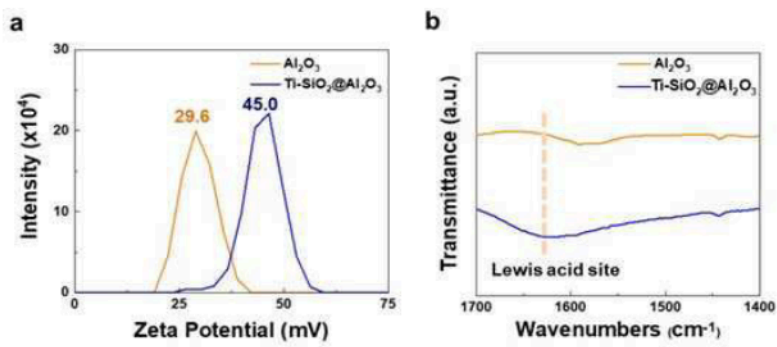 a
Al₂O₃
Ti-SiO₂@Al₂O₃
29.6
45.0
30
20
10
0
Intensity (x10⁴)
0 25 50 75
Zeta Potential (mV)
b
Al₂O₃
Ti-SiO₂@Al₂O₃
Transmittance (a.u.)
Lewis acid site
1700 1600 1500 1400
Wavenumbers (cm⁻¹)